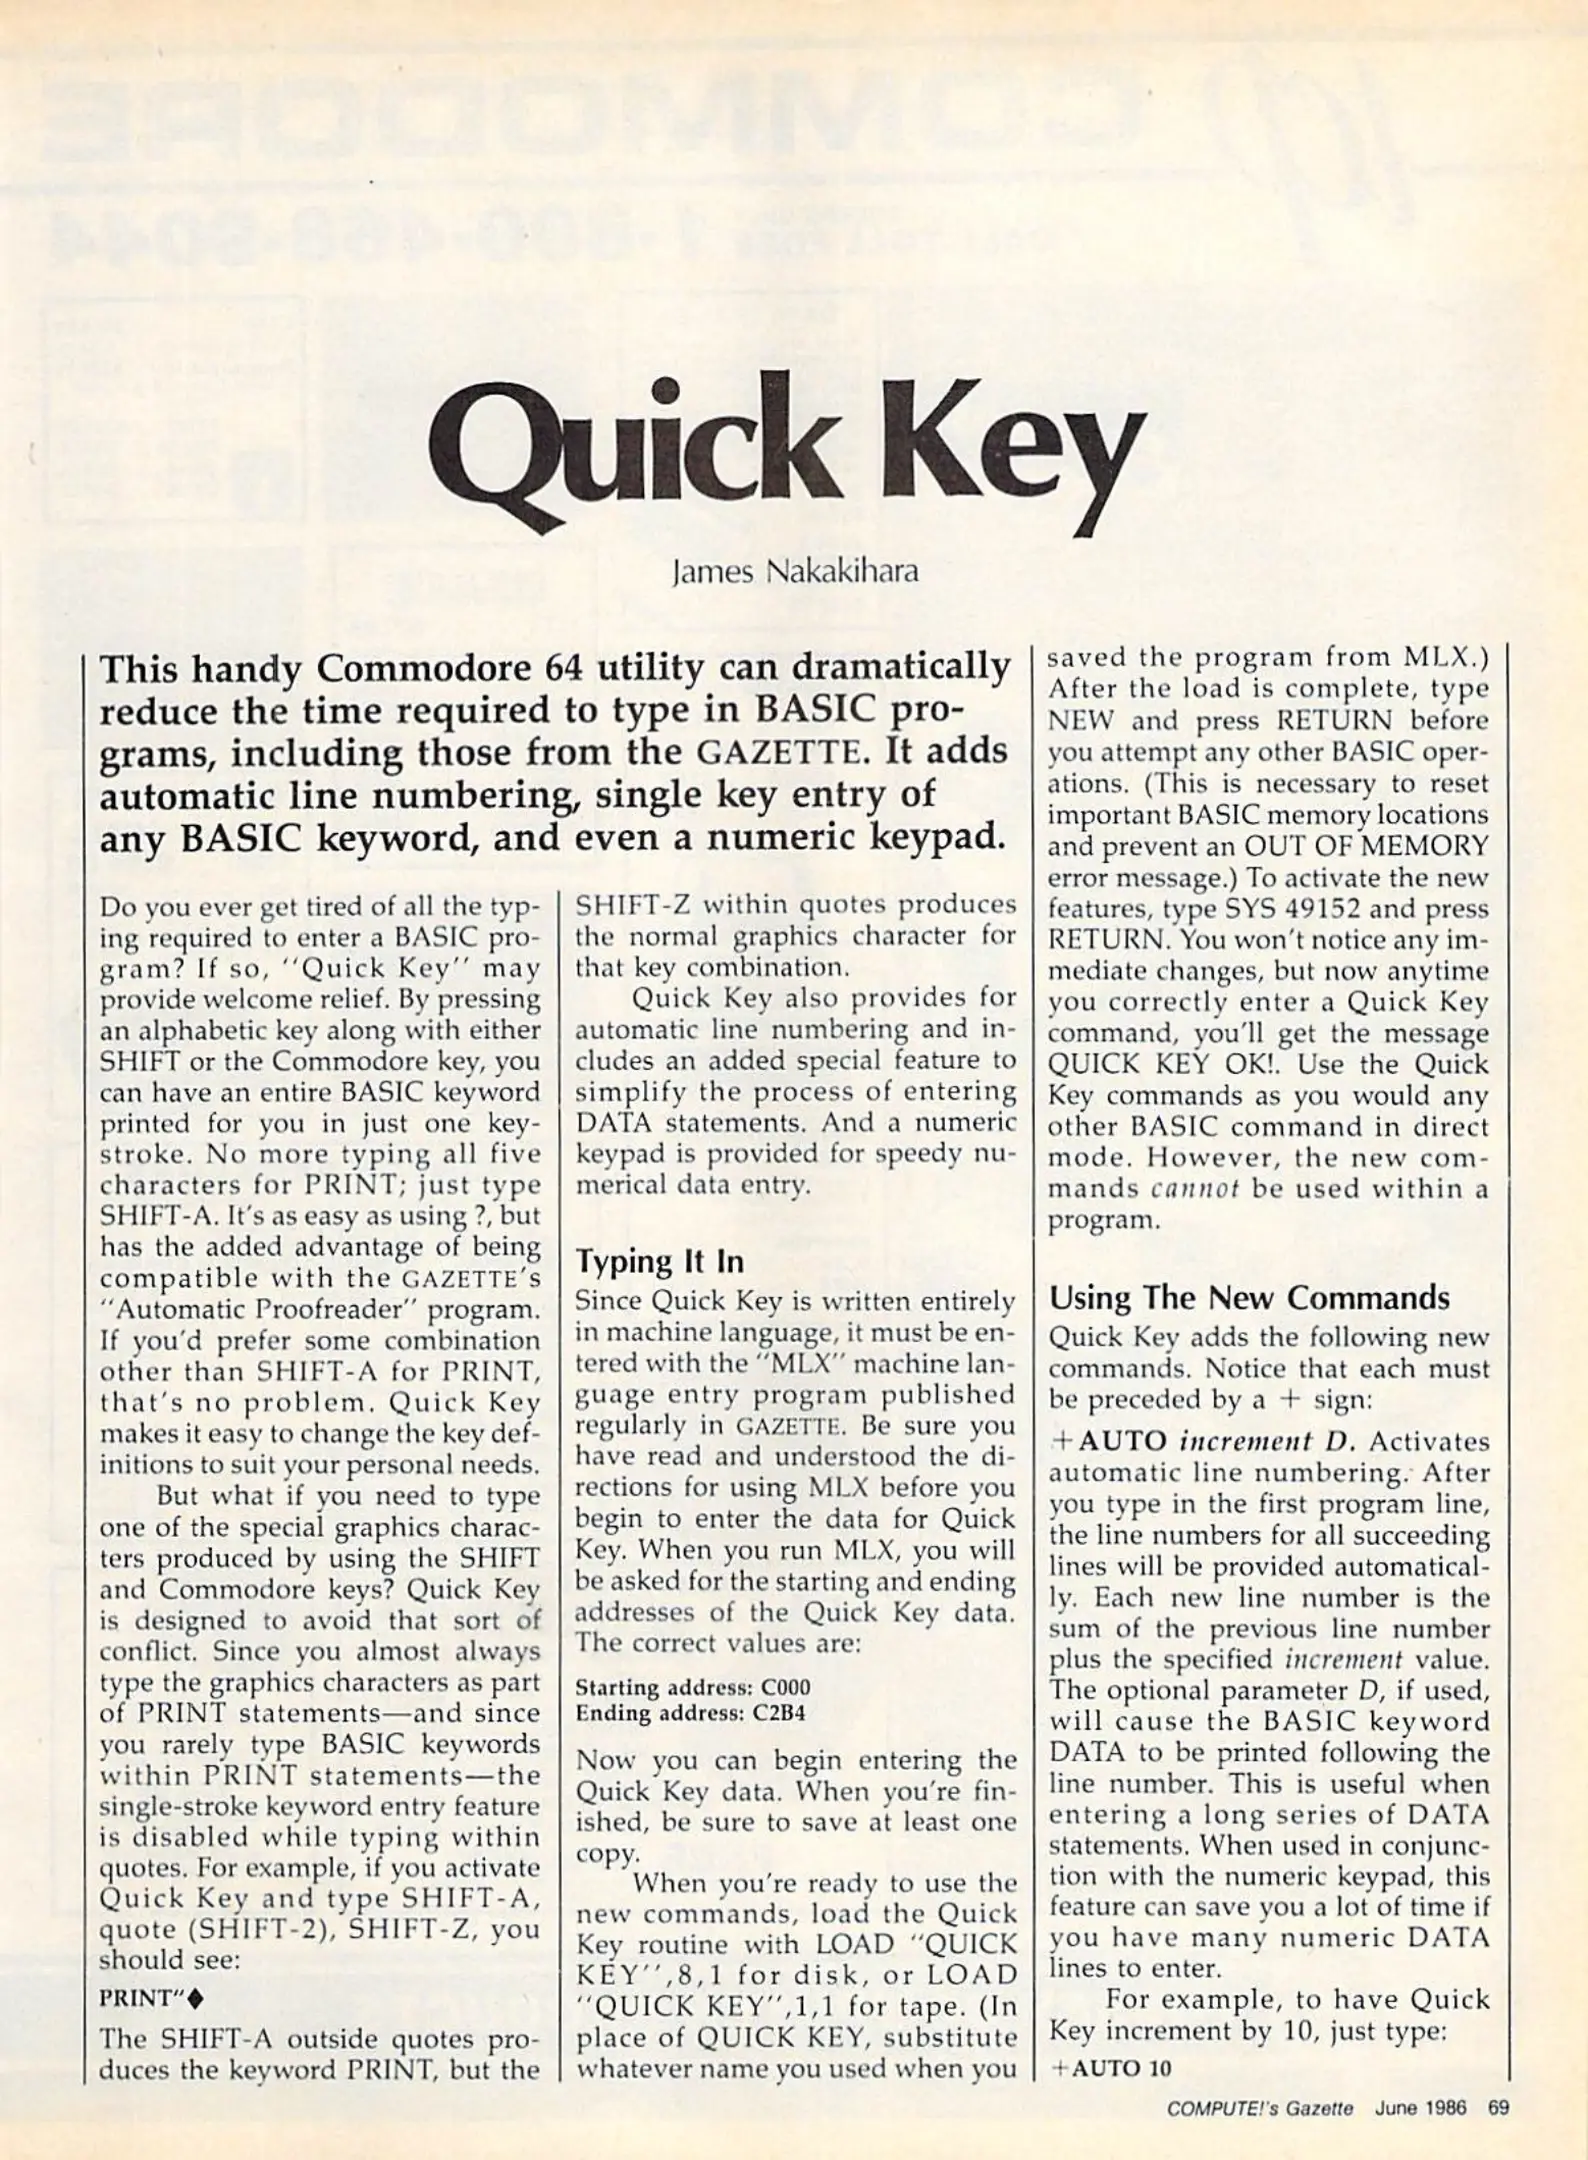 Quick Key
James Nakakihara
This handy Commodore 64 utility can dramatically
reduce the time required to type in BASIC pro-
grams, including those from the GAZETTE. It adds
automatic line numbering, single key entry of
any BASIC keyword, and even a numeric keypad.
Do you ever get tired of all the typ-
ing required to enter a BASIC pro-
gram? If so, "Quick Key" may
provide welcome relief. By pressing
an alphabetic key along with either
SHIFT or the Commodore key, you
can have an entire BASIC keyword
printed for you in just one key-
stroke. No more typing all five
characters for PRINT; just type
SHIFT-A. It's as easy as using ?, but
has the added advantage of being
compatible with the GAZETTE's
"Automatic Proofreader" program.
If you'd prefer some combination
other than SHIFT-A for PRINT,
that's no problem. Quick Key
makes it easy to change the key def-
initions to suit your personal needs.
But what if you need to type
one of the special graphics charac-
ters produced by using the SHIFT
and Commodore keys? Quick Key
is designed to avoid that sort of
conflict. Since you almost always
type the graphics characters as part
of PRINT statements—and since
you rarely type BASIC keywords
within PRINT statements—the
single-stroke keyword entry feature
is disabled while typing within
quotes. For example, if you activate
Quick Key and type SHIFT-A,
quote (SHIFT-2), SHIFT-Z, you
should see:
PRINT"♦
The SHIFT-A outside quotes pro-
duces the keyword PRINT, but the
SHIFT-Z within quotes produces
the normal graphics character for
that key combination.
Quick Key also provides for
automatic line numbering and in-
cludes an added special feature to
simplify the process of entering
DATA statements. And a numeric
keypad is provided for speedy nu-
merical data entry.
Typing It In
Since Quick Key is written entirely
in machine language, it must be en-
tered with the "MLX" machine lan-
guage entry program published
regularly in GAZETTE. Be sure you
have read and understood the di-
rections for using MLX before you
begin to enter the data for Quick
Key. When you run MLX, you will
be asked for the starting and ending
addresses of the Quick Key data.
The correct values are:
Starting address: C000
Ending address: C2B4
Now you can begin entering the
Quick Key data. When you're fin-
ished, be sure to save at least one
copy.
When you're ready to use the
new commands, load the Quick
Key routine with LOAD "QUICK
KEY",8,1 for disk, or LOAD
"QUICK KEY",1,1 for tape. (In
place of QUICK KEY, substitute
whatever name you used when you
saved the program from MLX.)
After the load is complete, type
NEW and press RETURN before
you attempt any other BASIC oper-
ations. (This is necessary to reset
important BASIC memory locations
and prevent an OUT OF MEMORY
error message.) To activate the new
features, type SYS 49152 and press
RETURN. You won't notice any im-
mediate changes, but now anytime
you correctly enter a Quick Key
command, you'll get the message
QUICK KEY OK!. Use the Quick
Key commands as you would any
other BASIC command in direct
mode. However, the new com-
mands cannot be used within a
program.
Using The New Commands
Quick Key adds the following new
commands. Notice that each must
be preceded by a + sign:
+AUTO increment D. Activates
automatic line numbering. After
you type in the first program line,
the line numbers for all succeeding
lines will be provided automatical-
ly. Each new line number is the
sum of the previous line number
plus the specified increment value.
The optional parameter D, if used,
will cause the BASIC keyword
DATA to be printed following the
line number. This is useful when
entering a long series of DATA
statements. When used in conjunc-
tion with the numeric keypad, this
feature can save you a lot of time if
you have many numeric DATA
lines to enter.
For example, to have Quick
Key increment by 10, just type:
+AUTO 10
COMPUTE!'s Gazette June 1986 69